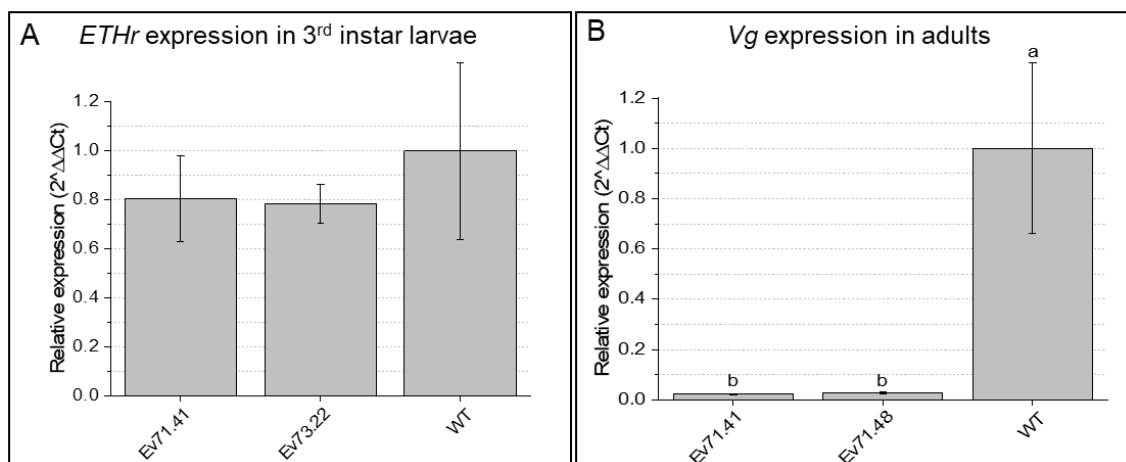 A
ETHr expression in 3rd instar larvae
Relative expression (2^ΔΔCt)
1.2
1.0
0.8
0.6
0.4
0.2
0.0
Ev71.41
Ev73.22
WT
B
Vg expression in adults
Relative expression (2^ΔΔCt)
1.2
1.0
0.8
0.6
0.4
0.2
0.0
a
b
b
Ev71.41
Ev71.48
WT